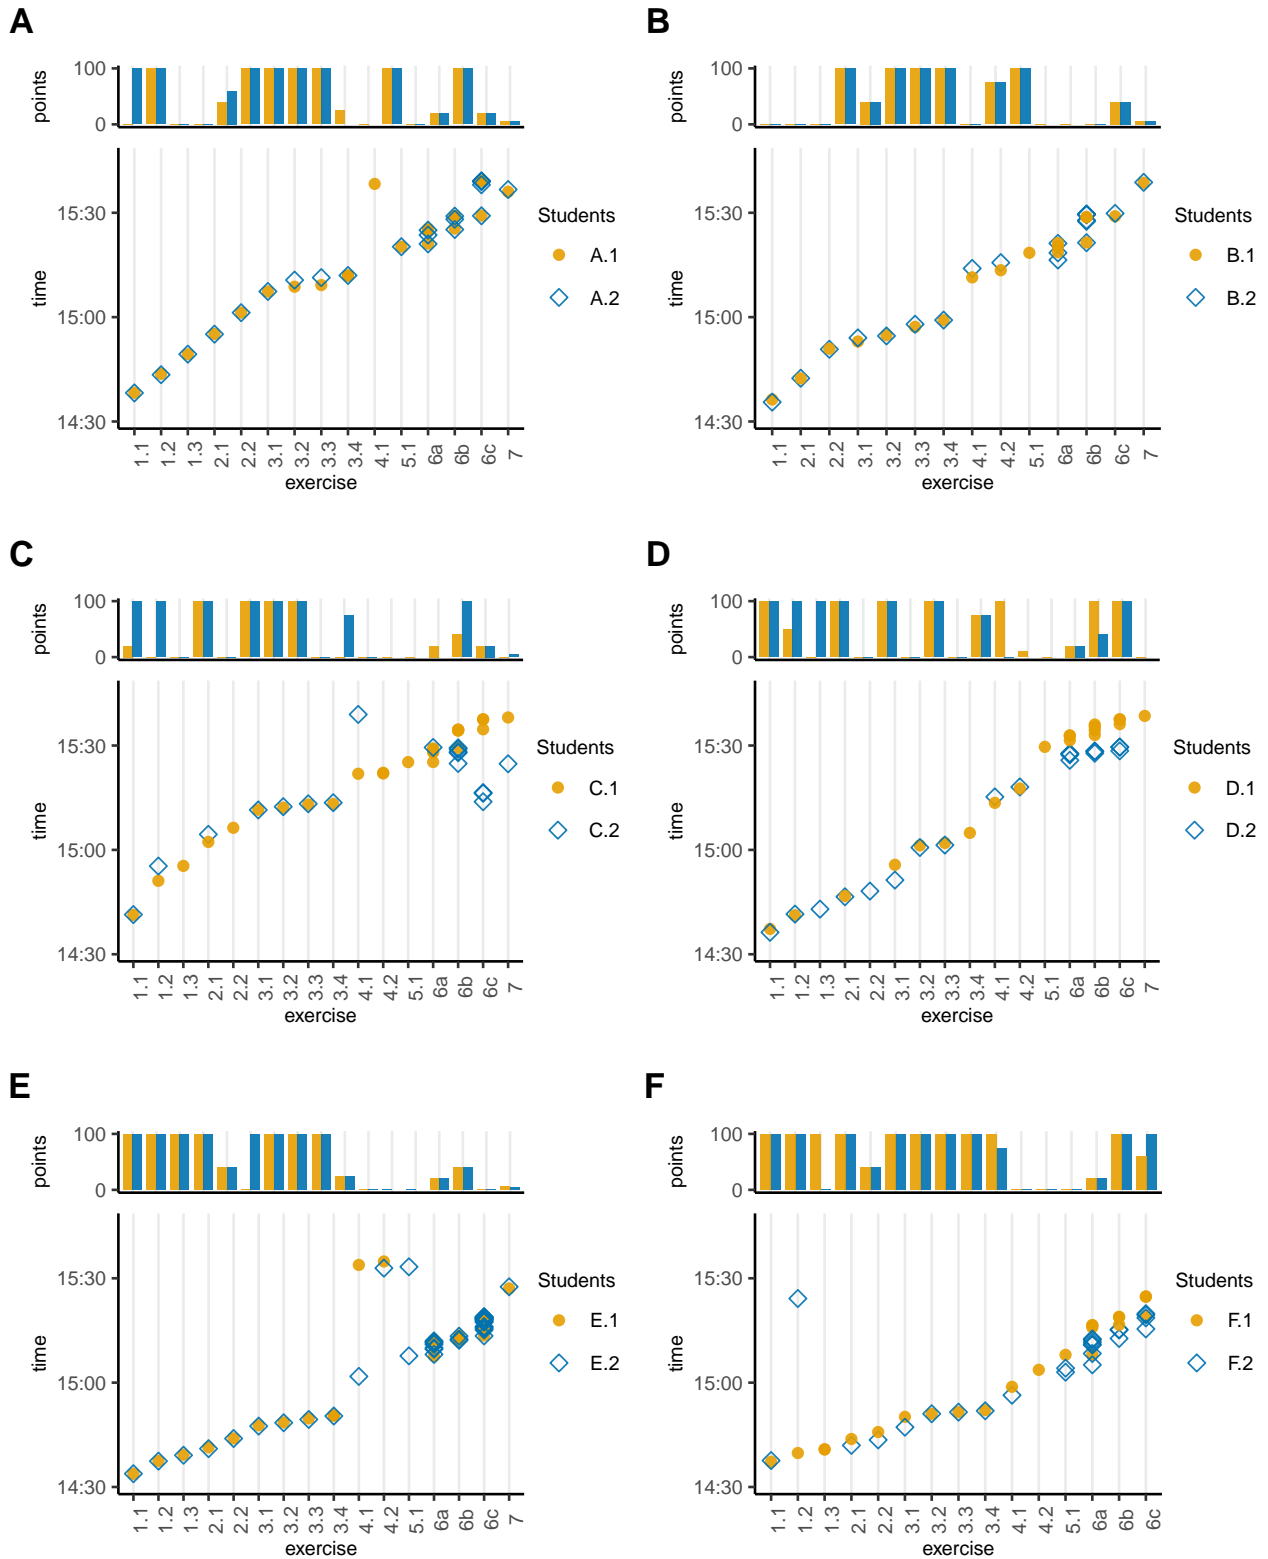 A
points
100
0
time
15:30
15:00
14:30
1.1 1.2 1.3 2.1 2.2 3.1 3.2 3.3 3.4 4.1 5.1 6a 6b 6c 7
exercise
Students
A.1
A.2
B
points
100
0
time
15:30
15:00
14:30
1.1 2.1 2.2 3.1 3.2 3.3 3.4 4.1 4.2 5.1 6a 6b 6c 7
exercise
Students
B.1
B.2
C
points
100
0
time
15:30
15:00
14:30
1.1 1.2 1.3 2.1 2.2 3.1 3.2 3.3 3.4 4.1 4.2 5.1 6a 6b 6c 7
exercise
Students
C.1
C.2
D
points
100
0
time
15:30
15:00
14:30
1.1 1.2 1.3 2.1 2.2 3.1 3.2 3.3 3.4 4.1 4.2 5.1 6a 6b 6c 7
exercise
Students
D.1
D.2
E
points
100
0
time
15:30
15:00
14:30
1.1 1.2 1.3 2.1 2.2 3.1 3.2 3.3 3.4 4.1 4.2 5.1 6a 6b 6c 7
exercise
Students
E.1
E.2
F
points
100
0
time
15:30
15:00
14:30
1.1 1.2 1.3 2.1 2.2 3.1 3.2 3.3 3.4 4.1 4.2 5.1 6a 6b 6c
exercise
Students
F.1
F.2